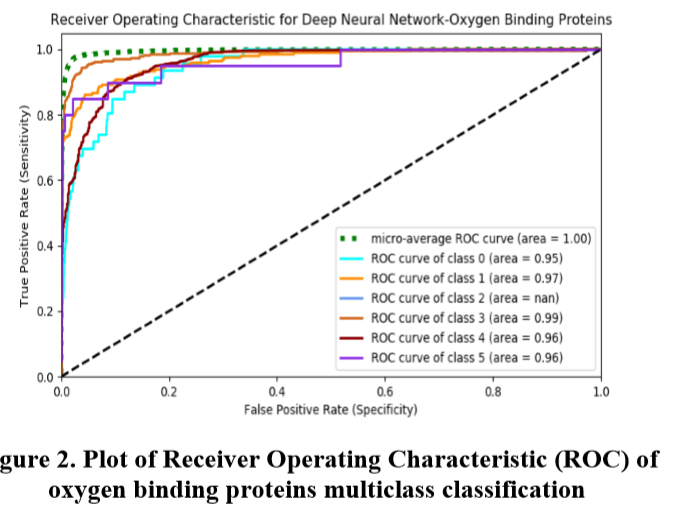 Receiver Operating Characteristic for Deep Neural Network-Oxygen Binding Proteins
True Positive Rate (Sensitivity)
1.0
0.8
0.6
0.4
0.2
0.0
micro-average ROC curve (area = 1.00)
ROC curve of class 0 (area = 0.95)
ROC curve of class 1 (area = 0.97)
ROC curve of class 2 (area = nan)
ROC curve of class 3 (area = 0.99)
ROC curve of class 4 (area = 0.96)
ROC curve of class 5 (area = 0.96)
0.0 0.2 0.4 0.6 0.8 1.0
False Positive Rate (Specificity)
gure 2. Plot of Receiver Operating Characteristic (ROC) of
oxygen binding proteins multiclass classification